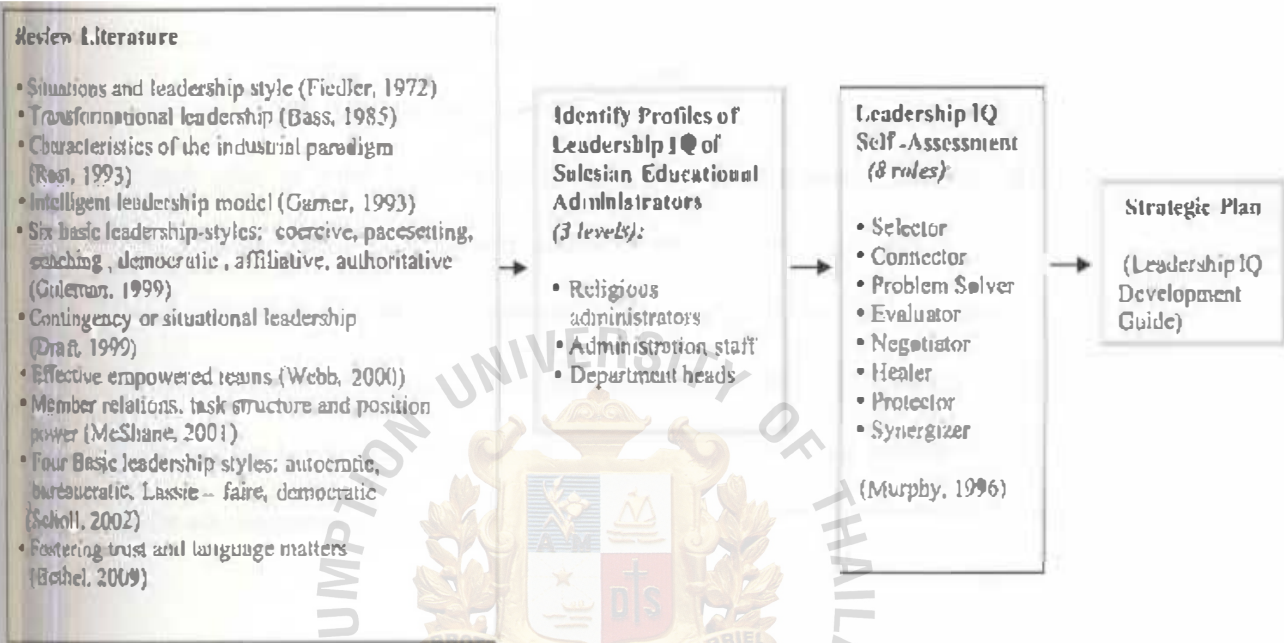 Review Literature
• Situations and leadership style (Fiedler, 1972)
• Transformational leadership (Bass, 1985)
• Characteristics of the industrial paradigm
(Rost, 1993)
• Intelligent leadership model (Garner, 1993)
• Six basic leadership-styles: coercive, pacesetting,
coaching , democratic , affiliative, authoritative
(Goleman, 1999)
• Contingency or situational leadership
(Draft, 1999)
• Effective empowered teams (Webb, 2000)
• Member relations, task structure and position
power (McShane, 2001)
• Four Basic leadership styles: autocratic,
bureaucratic, Lassie – faire, democratic
(Scholl, 2002)
• Fostering trust and language matters
(Bethel, 2009)
Identify Profiles of
Leadership IQ of
Salesian Educational
Administrators
(3 levels):
• Religious
administrators
• Administration staff
• Department heads
Leadership IQ
Self -Assessment
(8 roles):
• Selector
• Connector
• Problem Solver
• Evaluator
• Negotiator
• Healer
• Protector
• Synergizer
(Murphy, 1996)
Strategic Plan
(Leadership IQ
Development
Guide)
UMPTION UNIVERSITY OF THAIL
A M
D S
GABRIEL